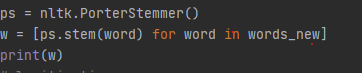 ps = nltk.PorterStemmer()
w = [ps.stem(word) for word in words_new]
print(w)